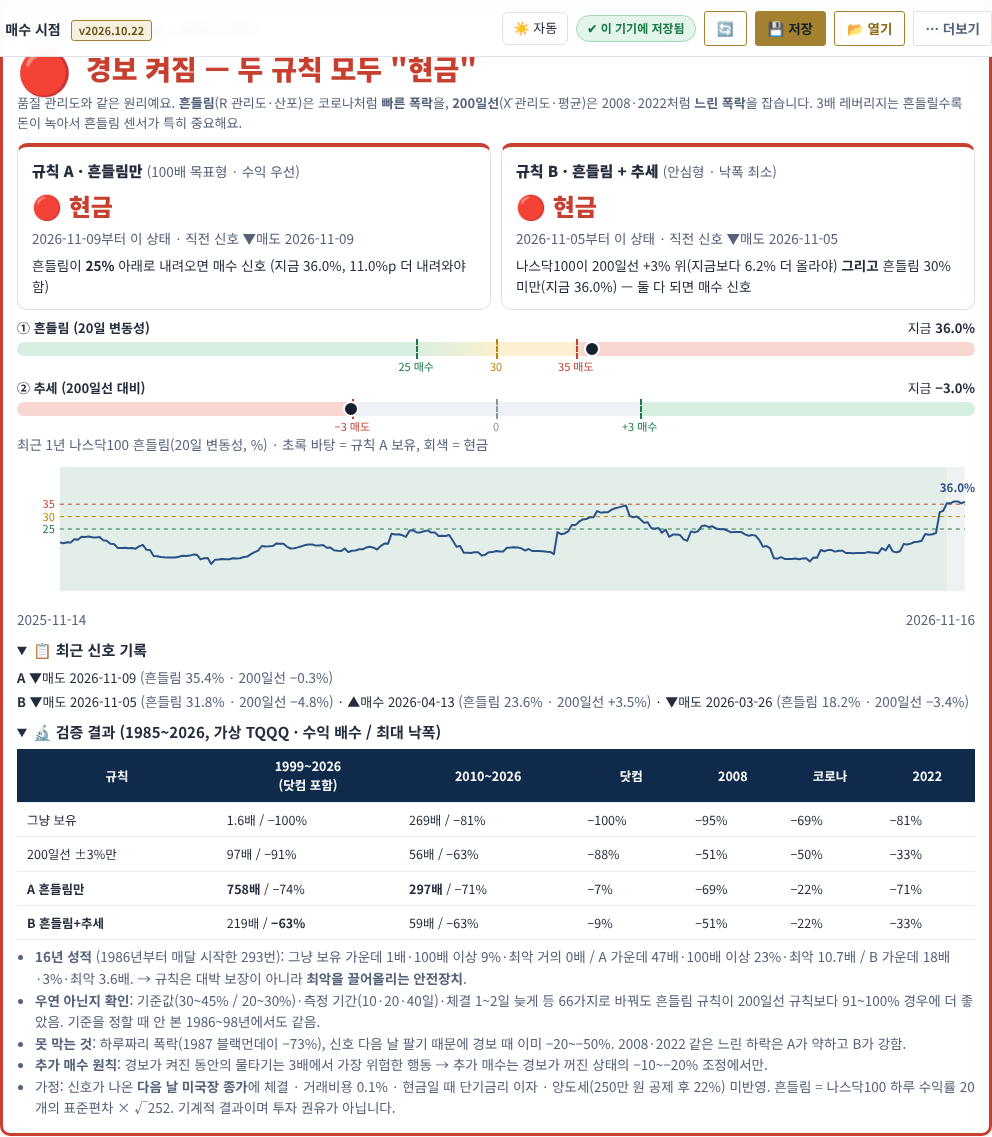 매수 시점 v2026.10.22 ☀️ 자동 ✔ 이 기기에 저장됨 🔄 💾 저장 📂 열기 ⋯ 더보기
🔴 경보 켜짐 — 두 규칙 모두 "현금"
품질 관리도와 같은 원리예요. 흔들림(R 관리도·산포)은 코로나처럼 빠른 폭락을, 200일선(X̄ 관리도·평균)은 2008·2022처럼 느린 폭락을 잡습니다. 3배 레버리지는 흔들릴수록
돈이 녹아서 흔들림 센서가 특히 중요해요.
규칙 A · 흔들림만 (100배 목표형 · 수익 우선)
🔴 현금
2026-11-09부터 이 상태 · 직전 신호 ▼매도 2026-11-09
흔들림이 25% 아래로 내려오면 매수 신호 (지금 36.0%, 11.0%p 더 내려와야
함)
규칙 B · 흔들림 + 추세 (안심형 · 낙폭 최소)
🔴 현금
2026-11-05부터 이 상태 · 직전 신호 ▼매도 2026-11-05
나스닥100이 200일선 +3% 위(지금보다 6.2% 더 올라야) 그리고 흔들림 30%
미만(지금 36.0%) — 둘 다 되면 매수 신호
① 흔들림 (20일 변동성) 지금 36.0%
25 매수 30 35 매도
② 추세 (200일선 대비) 지금 −3.0%
−3 매도 0 +3 매수
최근 1년 나스닥100 흔들림(20일 변동성, %) · 초록 바탕 = 규칙 A 보유, 회색 = 현금
36.0%
35
30
25
2025-11-14 2026-11-16
▼ 📋 최근 신호 기록
A ▼매도 2026-11-09 (흔들림 35.4% · 200일선 −0.3%)
B ▼매도 2026-11-05 (흔들림 31.8% · 200일선 −4.8%) · ▲매수 2026-04-13 (흔들림 23.6% · 200일선 +3.5%) · ▼매도 2026-03-26 (흔들림 18.2% · 200일선 −3.4%)
▼ 🔬 검증 결과 (1985~2026, 가상 TQQQ · 수익 배수 / 최대 낙폭)
규칙 1999~2026 (닷컴 포함) 2010~2026 닷컴 2008 코로나 2022
그냥 보유 1.6배 / −100% 269배 / −81% −100% −95% −69% −81%
200일선 ±3%만 97배 / −91% 56배 / −63% −88% −51% −50% −33%
A 흔들림만 758배 / −74% 297배 / −71% −7% −69% −22% −71%
B 흔들림+추세 219배 / −63% 59배 / −63% −9% −51% −22% −33%
• 16년 성적 (1986년부터 매달 시작한 293번): 그냥 보유 가운데 1배·100배 이상 9%·최악 거의 0배 / A 가운데 47배·100배 이상 23%·최악 10.7배 / B 가운데 18배
·3%·최악 3.6배. → 규칙은 대박 보장이 아니라 최악을 끌어올리는 안전장치.
• 우연 아닌지 확인: 기준값(30~45% / 20~30%)·측정 기간(10·20·40일)·체결 1~2일 늦게 등 66가지로 바꿔도 흔들림 규칙이 200일선 규칙보다 91~100% 경우에 더 좋
았음. 기준을 정할 때 안 본 1986~98년에서도 같음.
• 못 막는 것: 하루짜리 폭락(1987 블랙먼데이 −73%), 신호 다음 날 팔기 때문에 경보 때 이미 −20~−50%. 2008·2022 같은 느린 하락은 A가 약하고 B가 강함.
• 추가 매수 원칙: 경보가 켜진 동안의 물타기는 3배에서 가장 위험한 행동 → 추가 매수는 경보가 꺼진 상태의 −10~−20% 조정에서만.
• 가정: 신호가 나온 다음 날 미국장 종가에 체결 · 거래비용 0.1% · 현금일 때 단기금리 이자 · 양도세(250만 원 공제 후 22%) 미반영. 흔들림 = 나스닥100 하루 수익률 20
개의 표준편차 × √252. 기계적 결과이며 투자 권유가 아닙니다.